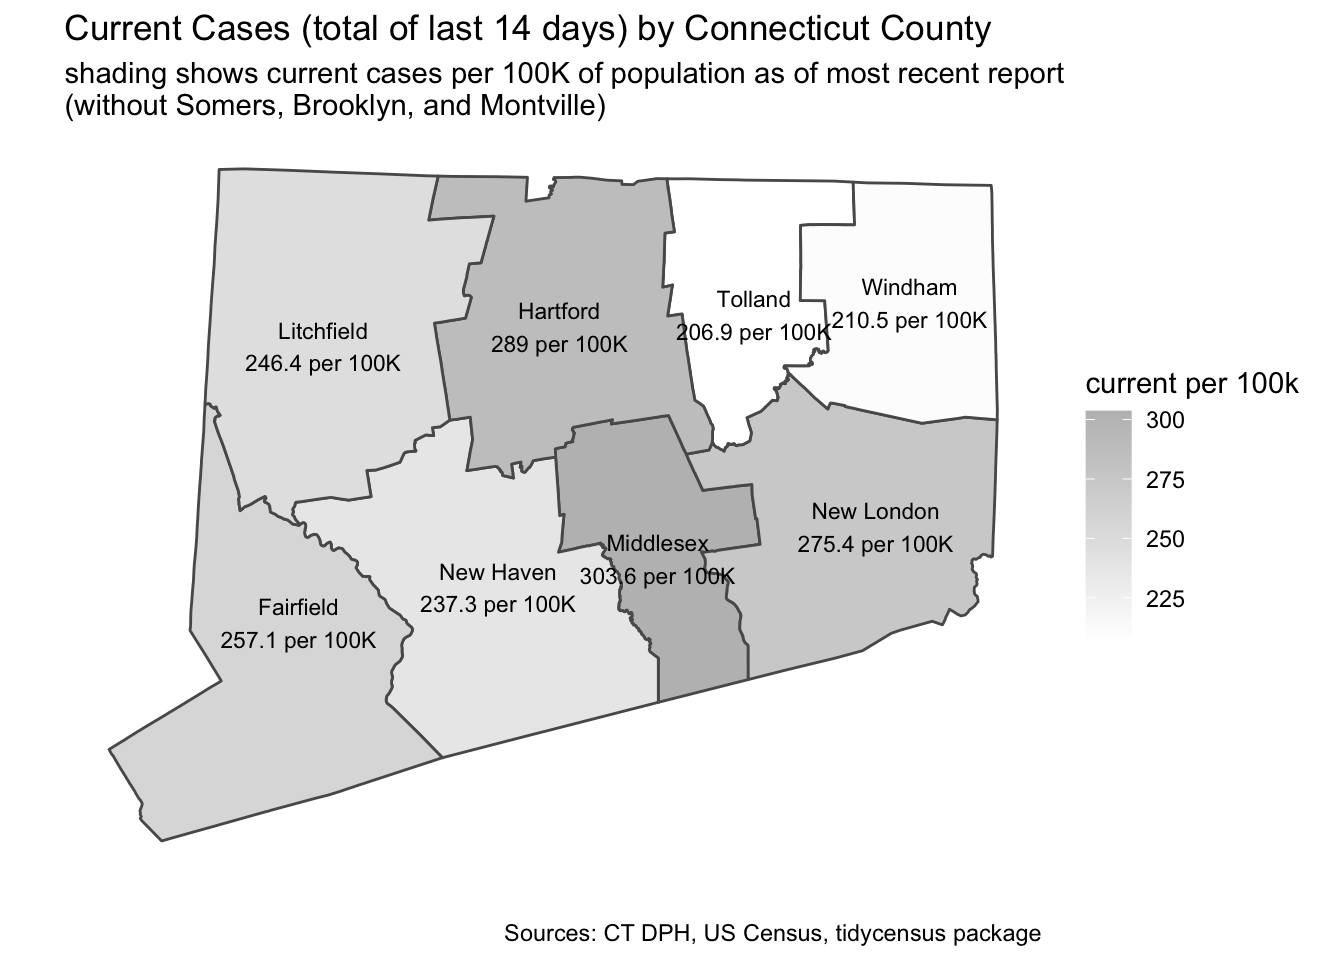 Current Cases (total of last 14 days) by Connecticut County
shading shows current cases per 100K of population as of most recent report
(without Somers, Brooklyn, and Montville)
Litchfield
246.4 per 100K
Hartford
289 per 100K
Tolland
206.9 per 100K
Windham
210.5 per 100K
Fairfield
257.1 per 100K
New Haven
237.3 per 100K
Middlesex
303.6 per 100K
New London
275.4 per 100K
current per 100k
300
275
250
225
Sources: CT DPH, US Census, tidycensus package